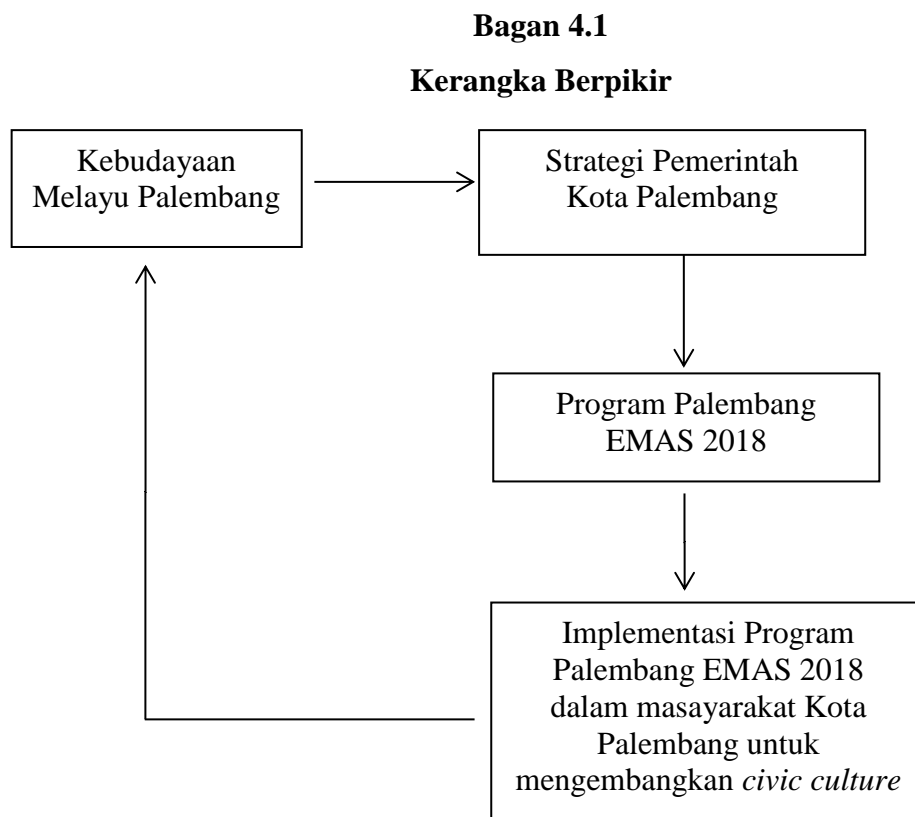 Bagan 4.1
Kerangka Berpikir
Kebudayaan
Melayu Palembang
Strategi Pemerintah
Kota Palembang
Program Palembang
EMAS 2018
Implementasi Program
Palembang EMAS 2018
dalam masayarakat Kota
Palembang untuk
mengembangkan civic culture